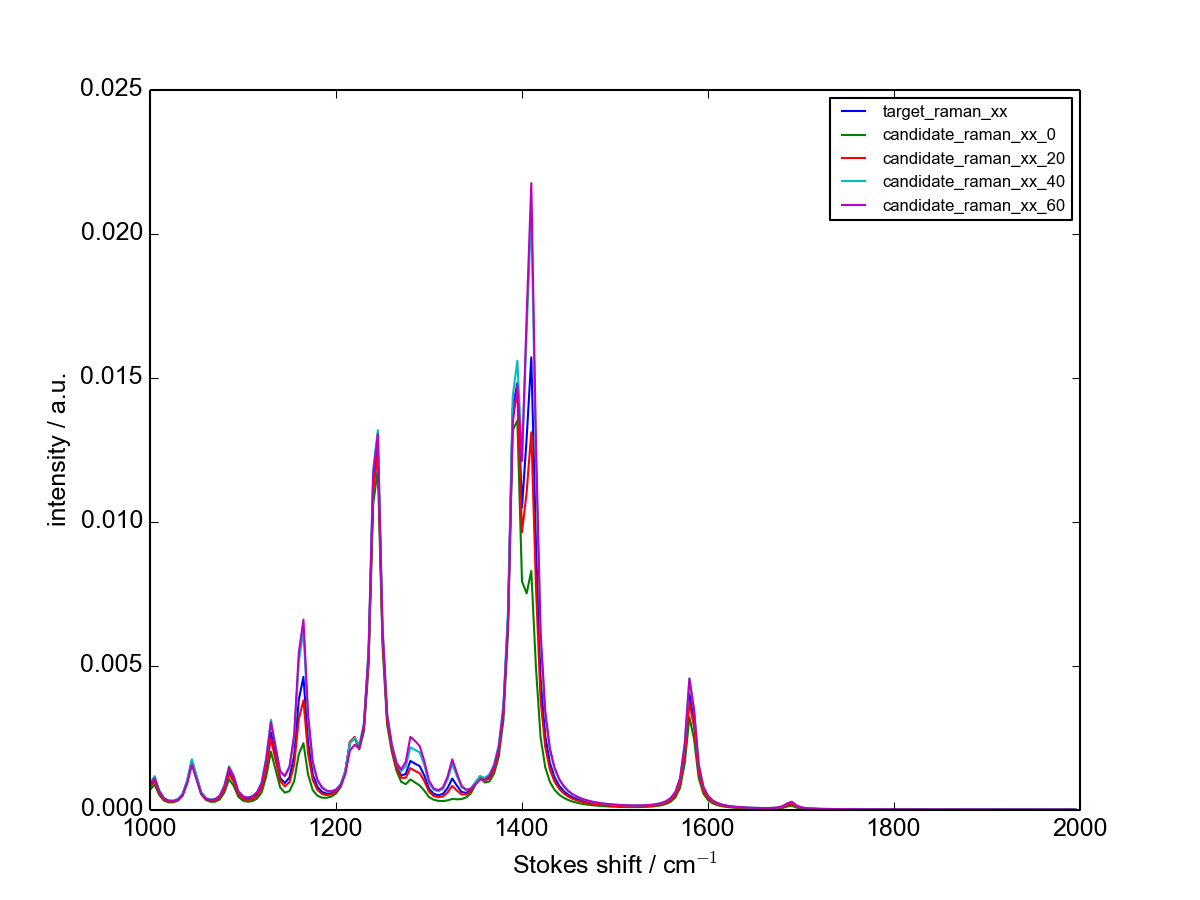 0.025
0.020
0.015
0.010
0.005
0.000
intensity / a.u.
target_raman_xx
candidate_raman_xx_0
candidate_raman_xx_20
candidate_raman_xx_40
candidate_raman_xx_60
1000 1200 1400 1600 1800 2000
Stokes shift / cm⁻¹